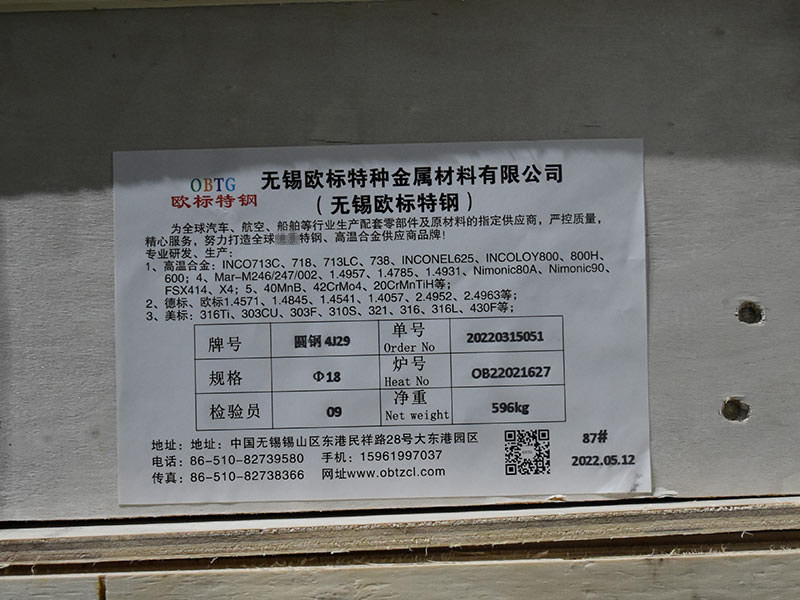 OBTG
欧标特钢
无锡欧标特种金属材料有限公司
（无锡欧标特钢）
为全球汽车、航空、船舶等行业生产配套零部件及原材料的指定供应商，严控质量，
精心服务，努力打造全球特钢、高温合金供应商品牌！
专业研发、生产：
1、高温合金：INCO713C、718、713LC、738、INCONEL625、INCOLOY800、800H、
600；4、Mar-M246/247/002、1.4957、1.4785、1.4931、Nimonic80A、Nimonic90、
FSX414、X4；5、40MnB、42CrMo4、20CrMnTiH等；
2、德标、欧标1.4571、1.4845、1.4541、1.4057、2.4952、2.4963等；
3、美标：316Ti、303CU、303F、310S、321、316、316L、430F等；
牌号 圆钢 4J29 单号 Order No 20220315051
规格 Φ18 炉号 Heat No OB22021627
检验员 09 净重 Net weight 596kg
地址：地址：中国无锡锡山区东港民祥路28号大东港园区
电话：86-510-82739580 手机：15961997037
传真：86-510-82738366 网址www.obtzcl.com
87#
2022.05.12